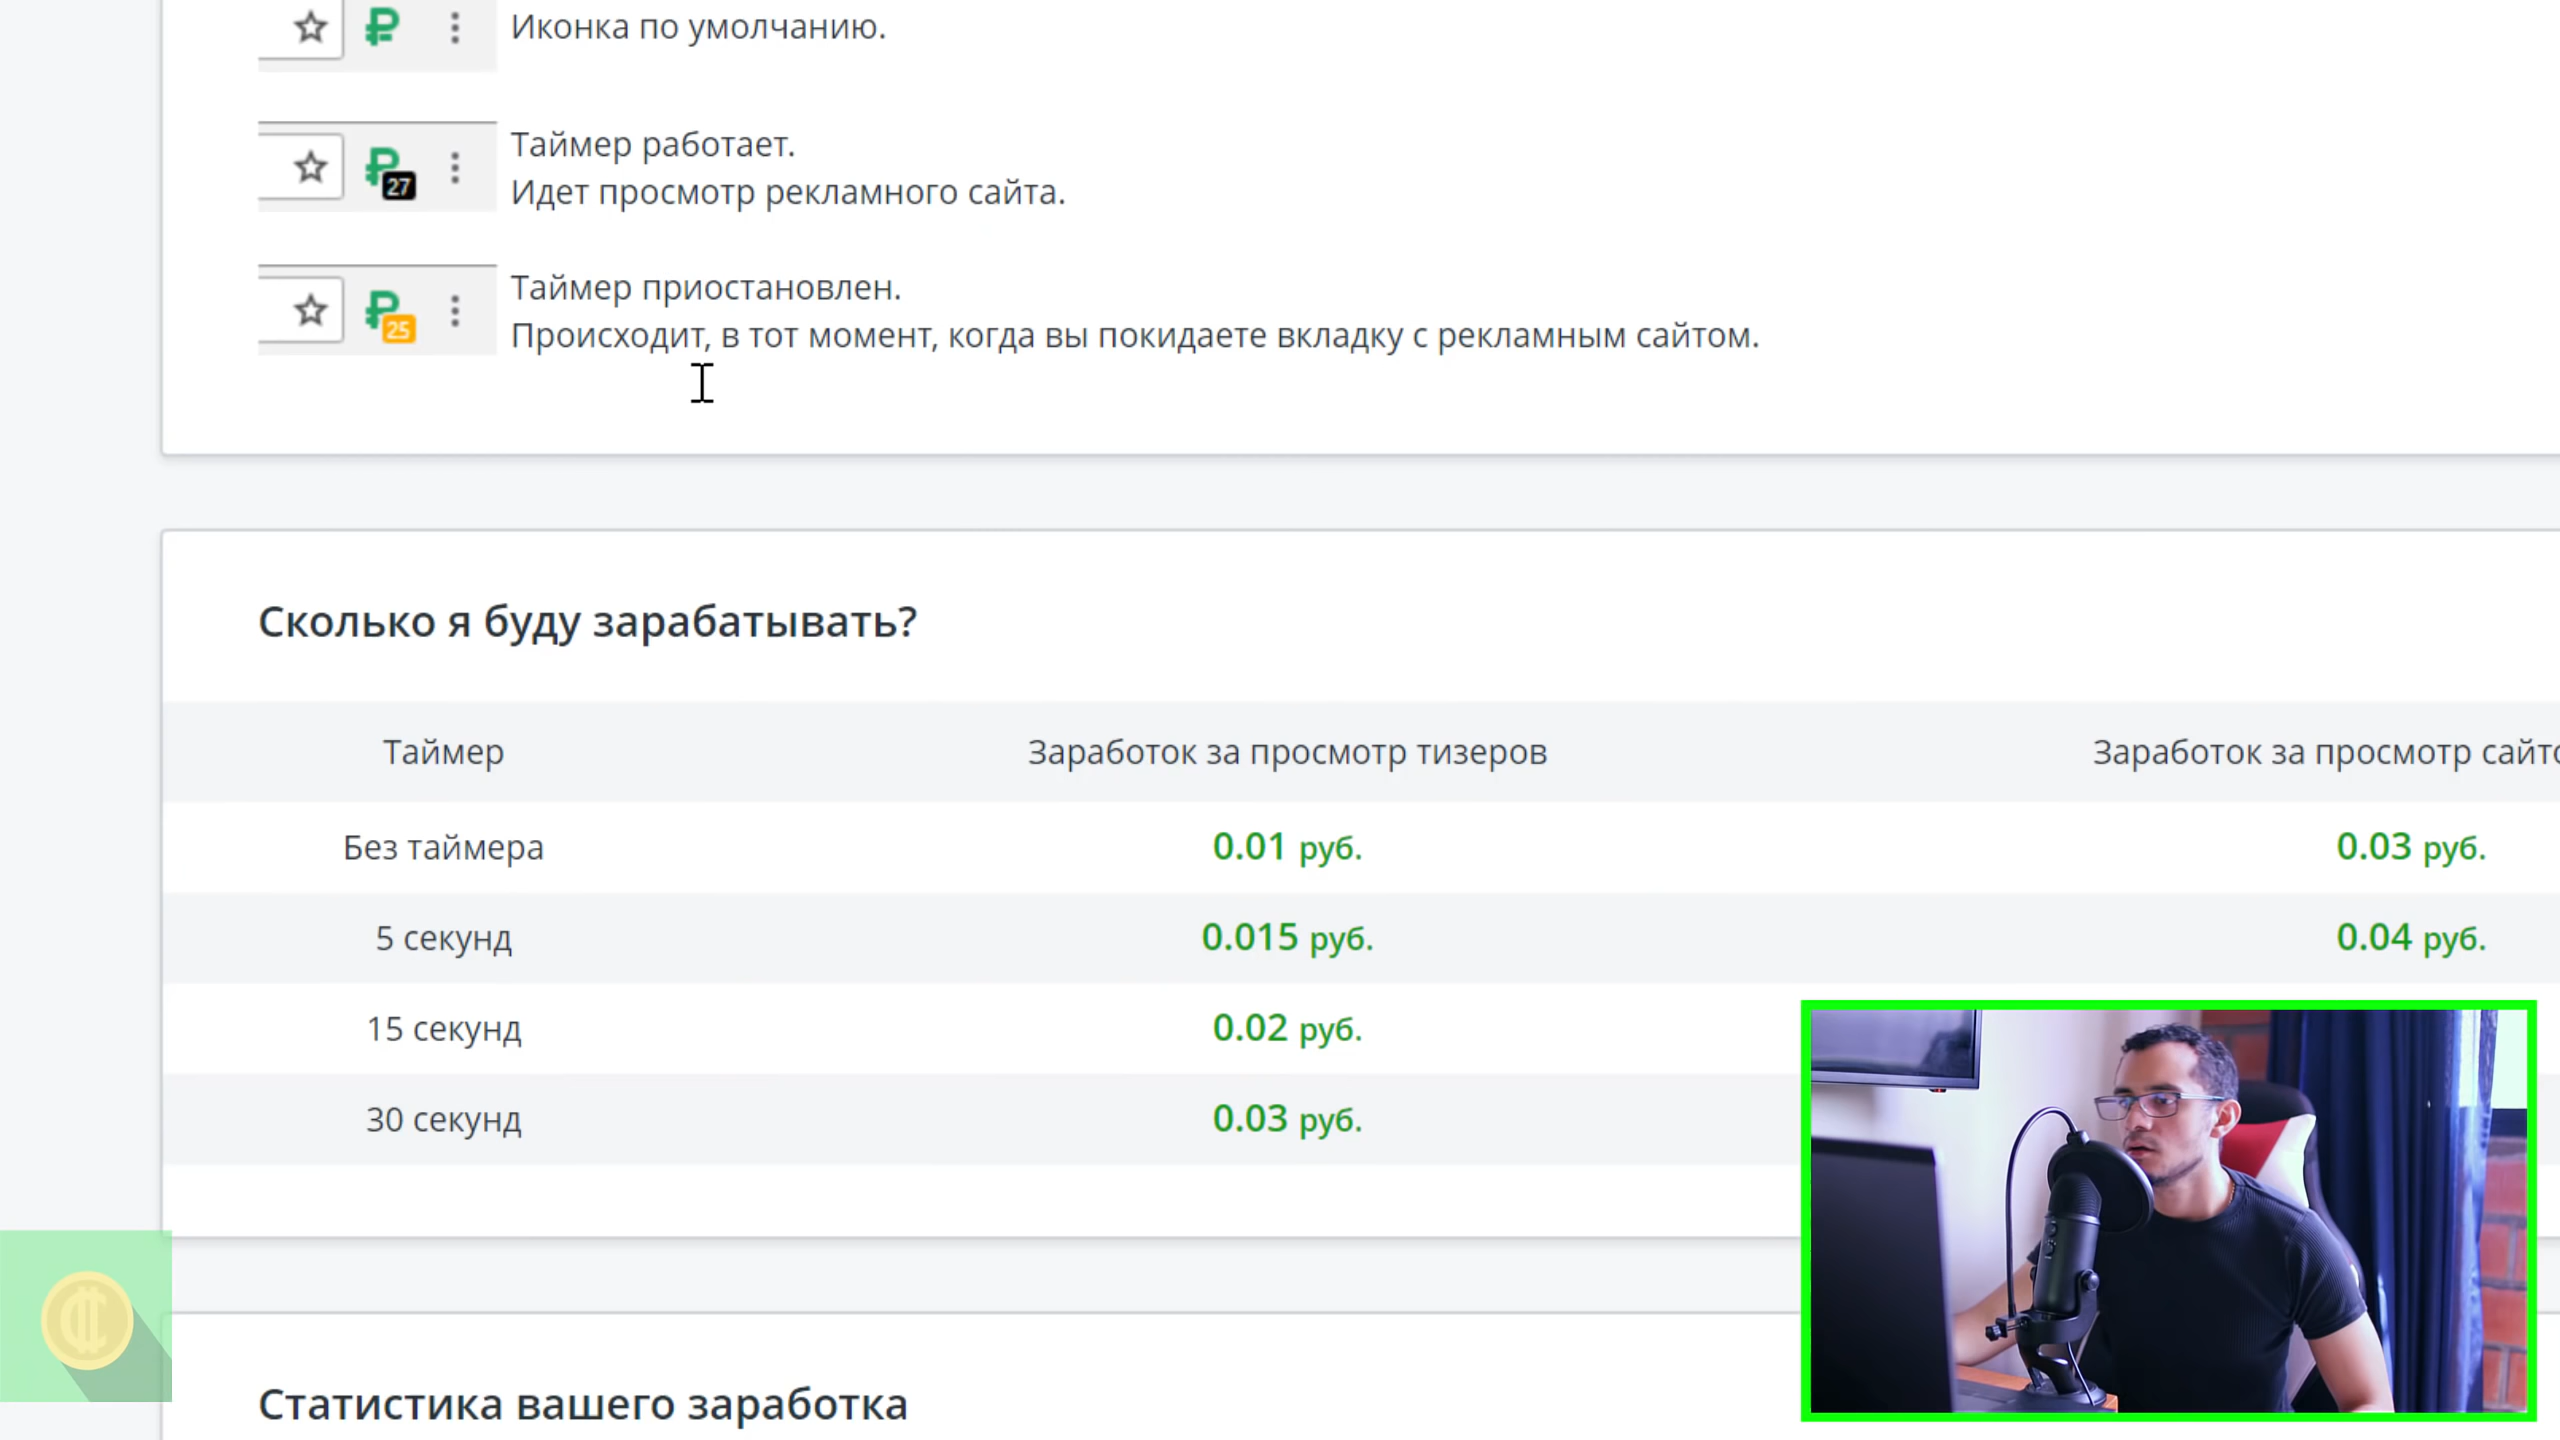 Иконка по умолчанию.
27
Таймер работает.
Идет просмотр рекламного сайта.
25
Таймер приостановлен.
Происходит, в тот момент, когда вы покидаете вкладку с рекламным сайтом.
Сколько я буду зарабатывать?
Таймер Заработок за просмотр тизеров Заработок за просмотр
Без таймера 0.01 руб. 0.03 руб.
5 секунд 0.015 руб. 0.04 руб.
15 секунд 0.02 руб.
30 секунд 0.03 руб.
Статистика вашего заработка